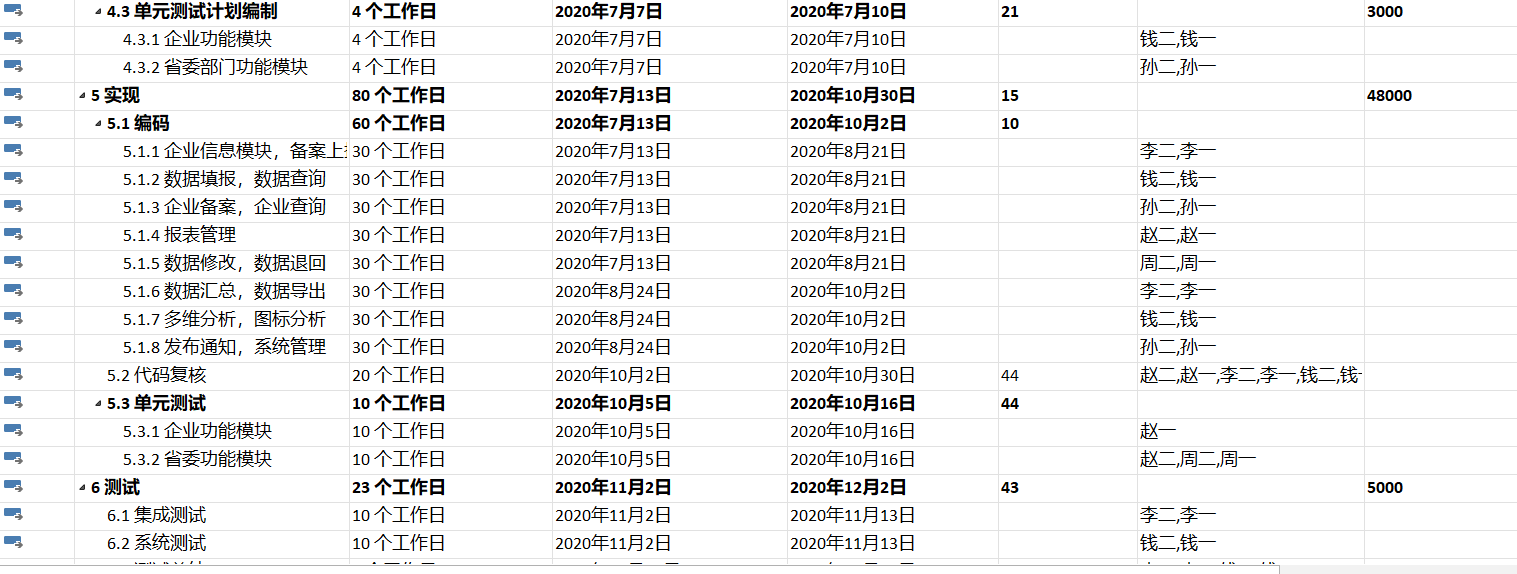 4.3 单元测试计划编制 4 个工作日 2020年7月7日 2020年7月10日 21 3000
4.3.1 企业功能模块 4 个工作日 2020年7月7日 2020年7月10日 钱二,钱一
4.3.2 省委部门功能模块 4 个工作日 2020年7月7日 2020年7月10日 孙二,孙一
5 实现 80 个工作日 2020年7月13日 2020年10月30日 15 48000
5.1 编码 60 个工作日 2020年7月13日 2020年10月2日 10
5.1.1 企业信息模块，备案上 30 个工作日 2020年7月13日 2020年8月21日 李二,李一
5.1.2 数据填报，数据查询 30 个工作日 2020年7月13日 2020年8月21日 钱二,钱一
5.1.3 企业备案，企业查询 30 个工作日 2020年7月13日 2020年8月21日 孙二,孙一
5.1.4 报表管理 30 个工作日 2020年7月13日 2020年8月21日 赵二,赵一
5.1.5 数据修改，数据退回 30 个工作日 2020年7月13日 2020年8月21日 周二,周一
5.1.6 数据汇总，数据导出 30 个工作日 2020年8月24日 2020年10月2日 李二,李一
5.1.7 多维分析，图标分析 30 个工作日 2020年8月24日 2020年10月2日 钱二,钱一
5.1.8 发布通知，系统管理 30 个工作日 2020年8月24日 2020年10月2日 孙二,孙一
5.2 代码复核 20 个工作日 2020年10月2日 2020年10月30日 44 赵二,赵一,李二,李一,钱二,钱
5.3 单元测试 10 个工作日 2020年10月5日 2020年10月16日 44
5.3.1 企业功能模块 10 个工作日 2020年10月5日 2020年10月16日 赵一
5.3.2 省委功能模块 10 个工作日 2020年10月5日 2020年10月16日 赵二,周二,周一
6 测试 23 个工作日 2020年11月2日 2020年12月2日 43 5000
6.1 集成测试 10 个工作日 2020年11月2日 2020年11月13日 李二,李一
6.2 系统测试 10 个工作日 2020年11月2日 2020年11月13日 钱二,钱一